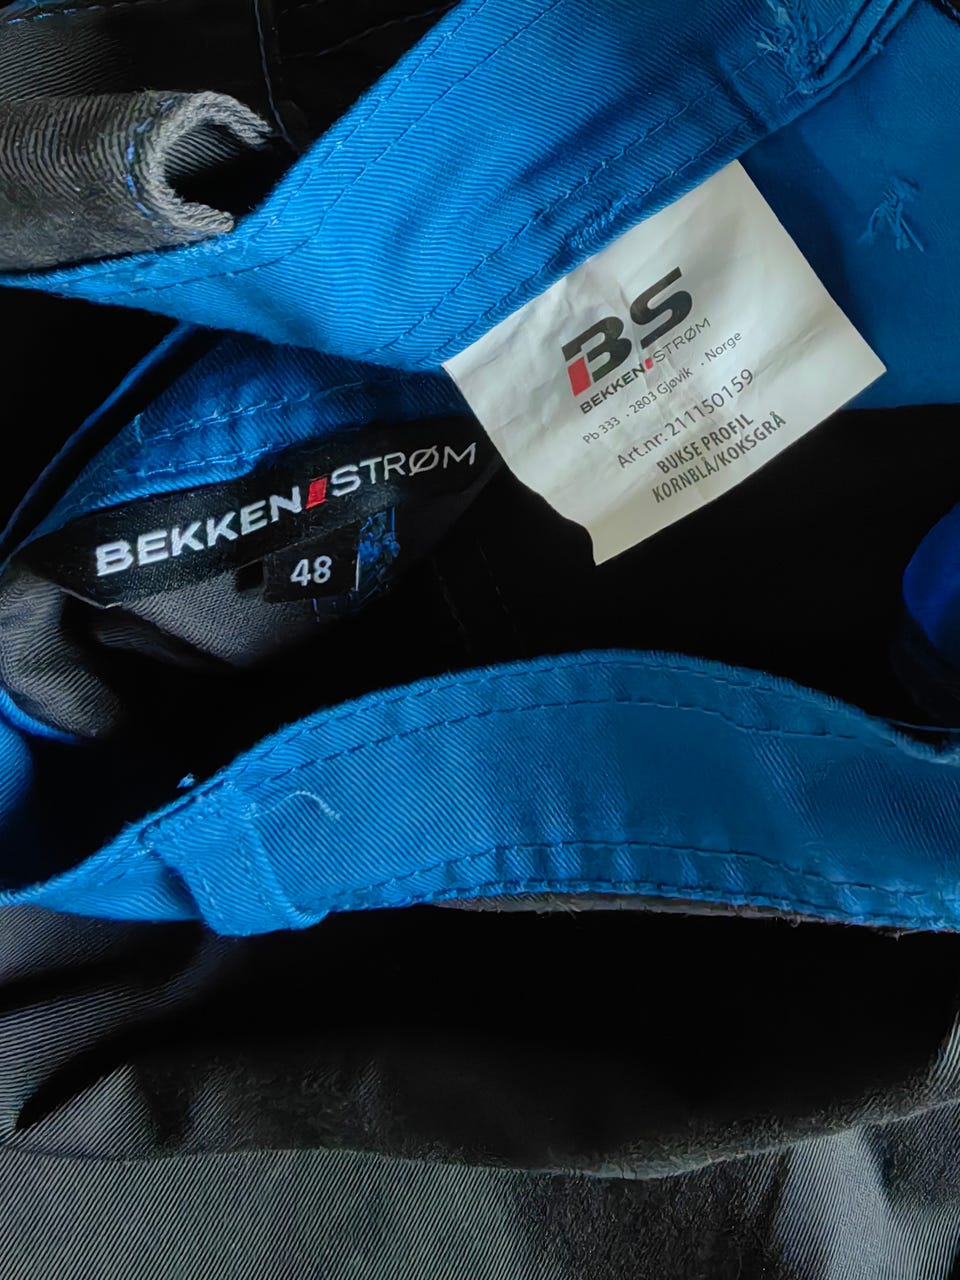 BS
BEKKEN STRØM
Pb 333 . 2803 Gjøvik . Norge
Art.nr. 211150159
BUKSE PROFIL
KORNBLÅ/KOKSGRÅ
BEKKEN STRØM
48